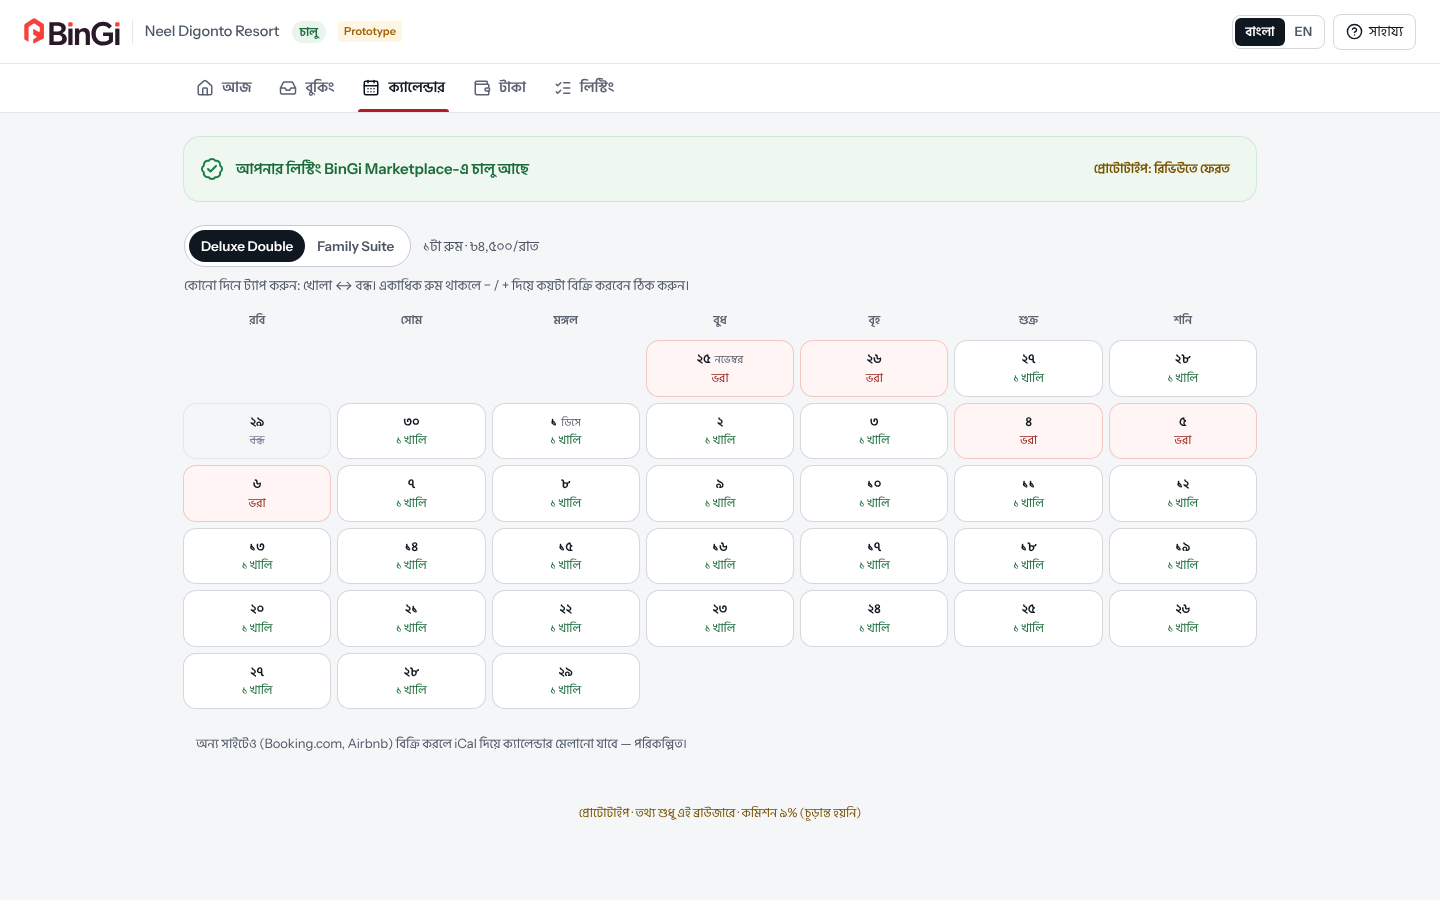 BinGi Neel Digonto Resort চালু Prototype বাংলা EN সাহায্য
আজ বুকিং ক্যালেন্ডার টাকা লিস্টিং
আপনার লিস্টিং BinGi Marketplace-এ চালু আছে প্রোটোটাইপ: রিভিউতে ফেরত
Deluxe Double Family Suite ১টা রুম · ৳৪,৫০০/রাত
কোনো দিনে ট্যাপ করুন: খোলা ↔ বন্ধ। একাধিক রুম থাকলে − / + দিয়ে কয়টা বিক্রি করবেন ঠিক করুন।
রবি সোম মঙ্গল বুধ বৃহ শুক্র শনি
২৫ নভেম্বর ২৬ ২৭ ২৮
ভরা ভরা ১ খালি ১ খালি
২৯ ৩০ ১ ডিসে ২ ৩ ৪ ৫
বন্ধ ১ খালি ১ খালি ১ খালি ১ খালি ভরা ভরা
৬ ৭ ৮ ৯ ১০ ১১ ১২
ভরা ১ খালি ১ খালি ১ খালি ১ খালি ১ খালি ১ খালি
১৩ ১৪ ১৫ ১৬ ১৭ ১৮ ১৯
১ খালি ১ খালি ১ খালি ১ খালি ১ খালি ১ খালি ১ খালি
২০ ২১ ২২ ২৩ ২৪ ২৫ ২৬
১ খালি ১ খালি ১ খালি ১ খালি ১ খালি ১ খালি ১ খালি
২৭ ২৮ ২৯
১ খালি ১ খালি ১ খালি
অন্য সাইটেও (Booking.com, Airbnb) বিক্রি করলে iCal দিয়ে ক্যালেন্ডার মেলানো যাবে — পরিকল্পিত।
প্রোটোটাইপ · তথ্য শুধু এই ব্রাউজারে · কমিশন ৯% (চূড়ান্ত হয়নি)